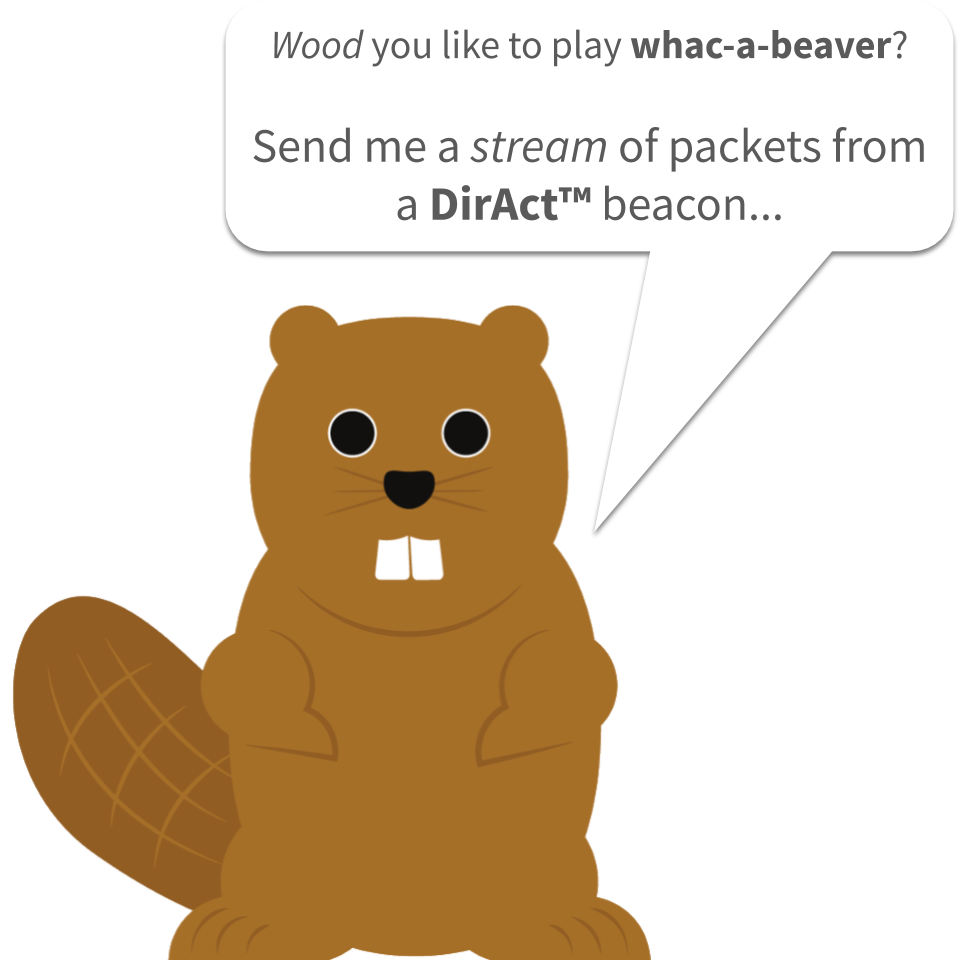 Wood you like to play whac-a-beaver?
Send me a stream of packets from
a DirAct™ beacon...